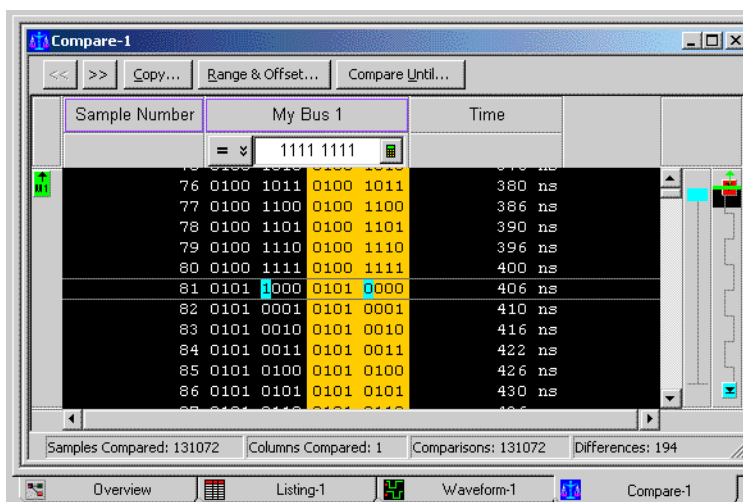 Compare-1
<< >> Copy... Range & Offset... Compare Until...
Sample Number My Bus 1 Time
= 1111 1111
M1
76 0100 1011 0100 1011 380 ns
77 0100 1100 0100 1100 386 ns
78 0100 1101 0100 1101 390 ns
79 0100 1110 0100 1110 396 ns
80 0100 1111 0100 1111 400 ns
81 0101 1000 0101 0000 406 ns
82 0101 0001 0101 0001 410 ns
83 0101 0010 0101 0010 416 ns
84 0101 0011 0101 0011 422 ns
85 0101 0100 0101 0100 426 ns
86 0101 0101 0101 0101 430 ns
Samples Compared: 131072 Columns Compared: 1 Comparisons: 131072 Differences: 194
Overview Listing-1 Waveform-1 Compare-1